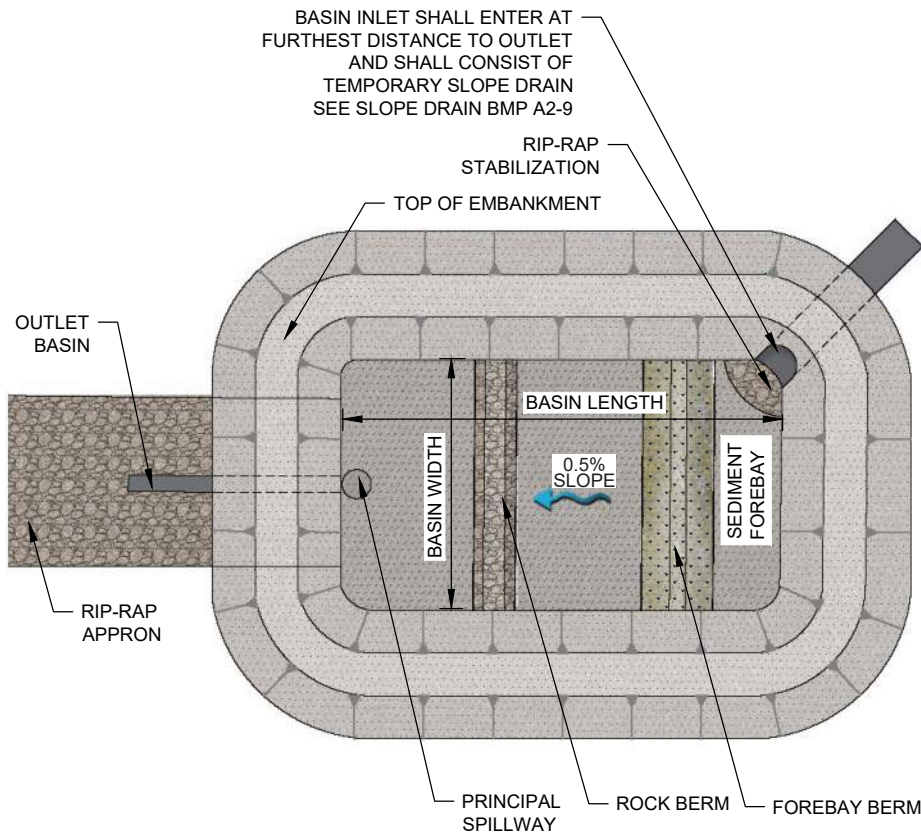 BASIN INLET SHALL ENTER AT
FURTHEST DISTANCE TO OUTLET
AND SHALL CONSIST OF
TEMPORARY SLOPE DRAIN
SEE SLOPE DRAIN BMP A2-9
RIP-RAP
STABILIZATION
TOP OF EMBANKMENT
OUTLET
BASIN
BASIN LENGTH
BASIN WIDTH
0.5%
SLOPE
SEDIMENT
FOREBAY
RIP-RAP
APPRON
PRINCIPAL
SPILLWAY
ROCK BERM
FOREBAY BERM